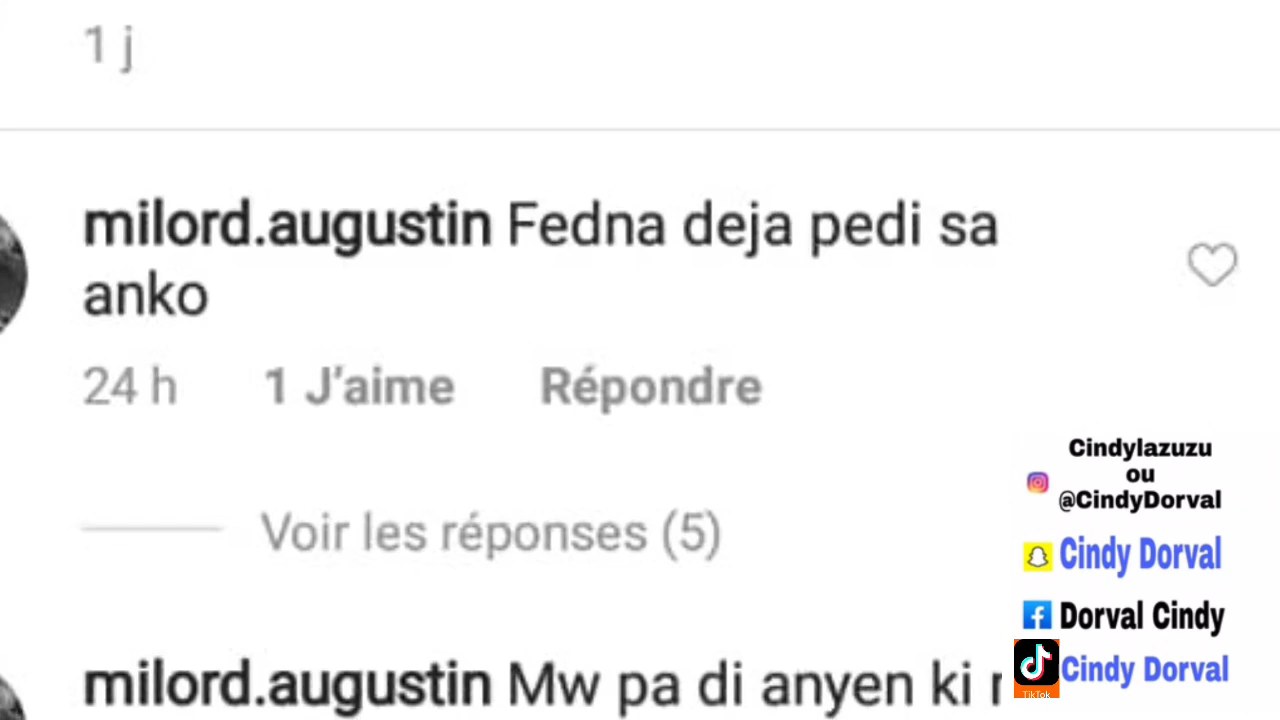 1 j
milord.augustin Fedna deja pedi sa
anko
24 h 1 J'aime Répondre
Voir les réponses (5)
milord.augustin Mw pa di anyen ki
Cindylazuzu
ou
@CindyDorval
Cindy Dorval
Dorval Cindy
Cindy Dorval
TikTok